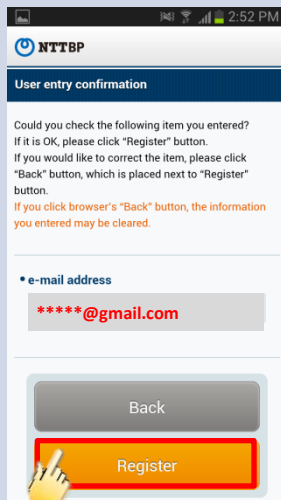 2:52 PM
NTTBP
User entry confirmation
Could you check the following item you entered?
If it is OK, please click "Register" button.
If you would like to correct the item, please click
"Back" button, which is placed next to "Register"
button.
If you click browser's "Back" button, the information
you entered may be cleared.
• e-mail address
*****@gmail.com
Back
Register